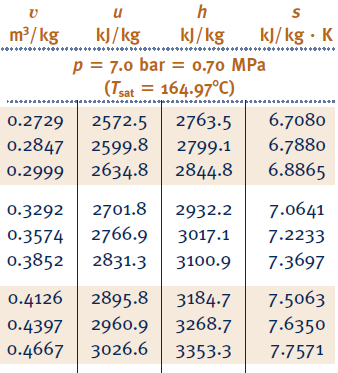 v u h s
m³/kg kJ/kg kJ/kg kJ/kg · K
p = 7.0 bar = 0.70 MPa
(Tsat = 164.97°C)
0.2729 2572.5 2763.5 6.7080
0.2847 2599.8 2799.1 6.7880
0.2999 2634.8 2844.8 6.8865
0.3292 2701.8 2932.2 7.0641
0.3574 2766.9 3017.1 7.2233
0.3852 2831.3 3100.9 7.3697
0.4126 2895.8 3184.7 7.5063
0.4397 2960.9 3268.7 7.6350
0.4667 3026.6 3353.3 7.7571